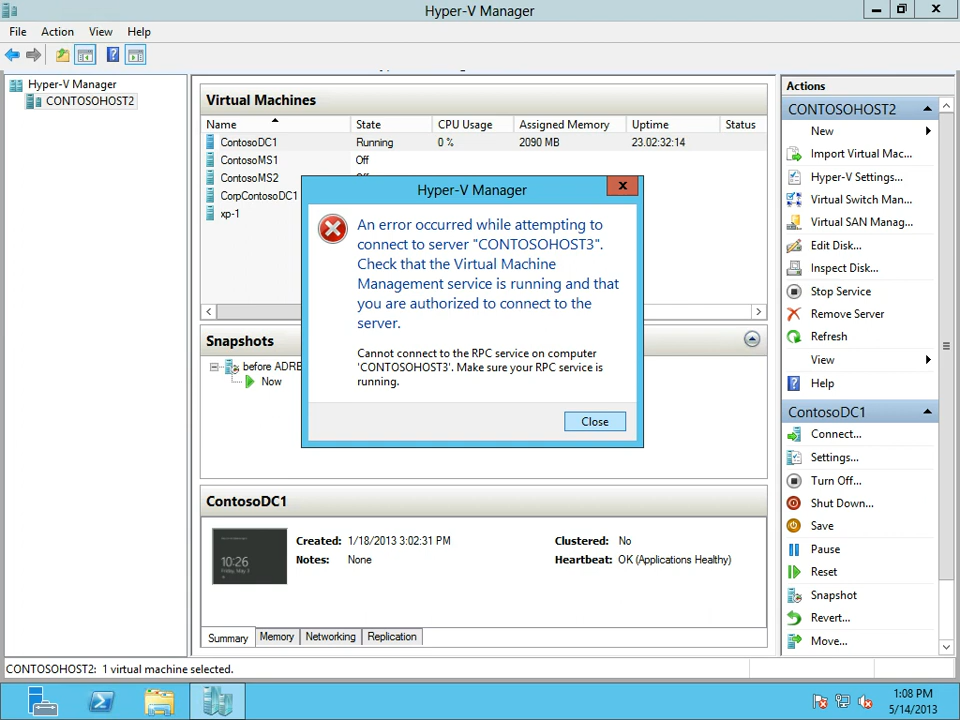 Hyper-V Manager
File Action View Help
Hyper-V Manager
CONTOSOHOST2
Virtual Machines
Name State CPU Usage Assigned Memory Uptime Status
ContosoDC1 Running 0 % 2090 MB 23.02:32:14
ContosoMS1 Off
ContosoMS2
CorpContosoDC1
xp-1
Hyper-V Manager
An error occurred while attempting to
connect to server "CONTOSOHOST3".
Check that the Virtual Machine
Management service is running and that
you are authorized to connect to the
server.
Cannot connect to the RPC service on computer
'CONTOSOHOST3'. Make sure your RPC service is
running.
Close
Snapshots
before ADRE
Now
ContosoDC1
10:26
Created: 1/18/2013 3:02:31 PM
Notes: None
Clustered: No
Heartbeat: OK (Applications Healthy)
Summary Memory Networking Replication
Actions
CONTOSOHOST2
New
Import Virtual Mac...
Hyper-V Settings...
Virtual Switch Man...
Virtual SAN Manag...
Edit Disk...
Inspect Disk...
Stop Service
Remove Server
Refresh
View
Help
ContosoDC1
Connect...
Settings...
Turn Off...
Shut Down...
Save
Pause
Reset
Snapshot
Revert...
Move...
CONTOSOHOST2: 1 virtual machine selected.
1:08 PM
5/14/2013